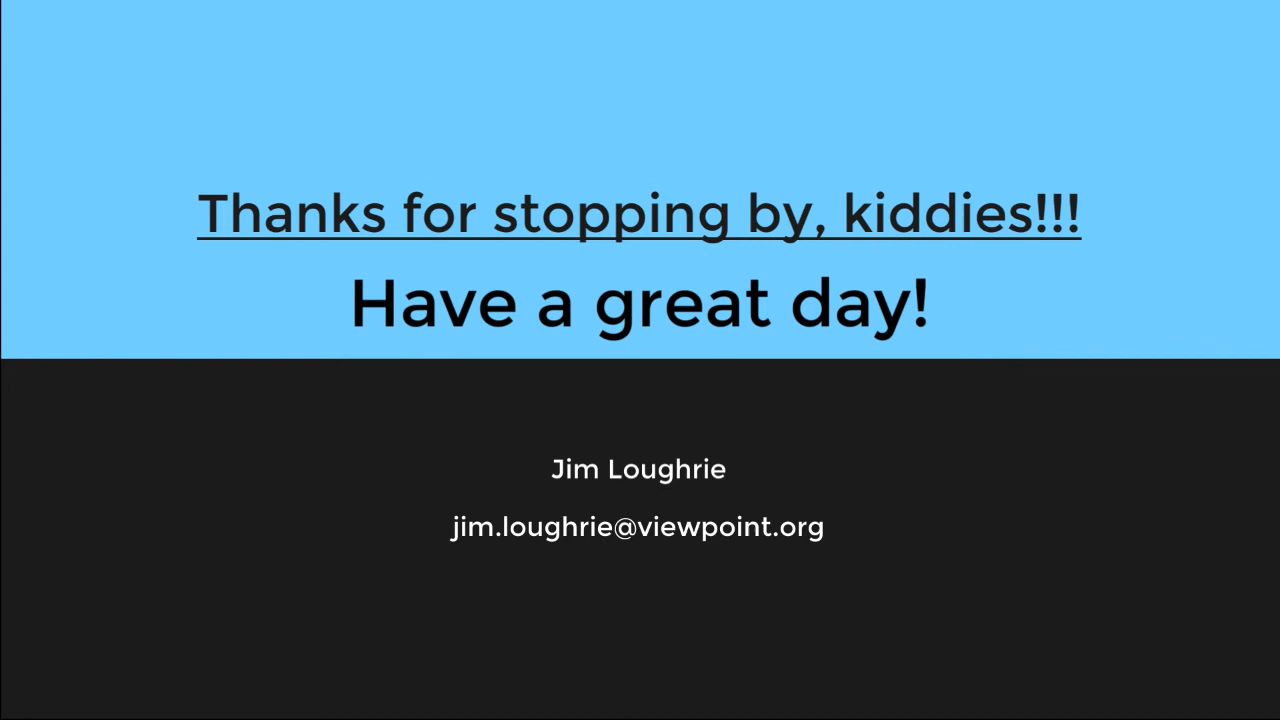 Thanks for stopping by, kiddies!!!
Have a great day!
Jim Loughrie
jim.loughrie@viewpoint.org